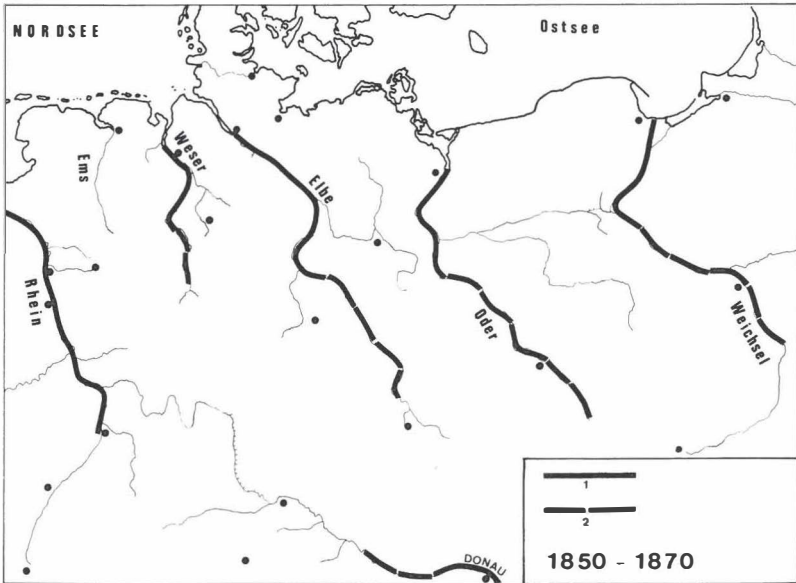 NORDSEE
Ostsee
Ems
Weser
Elbe
Rhein
Oder
Weichsel
DONAU
1
2
1850 - 1870